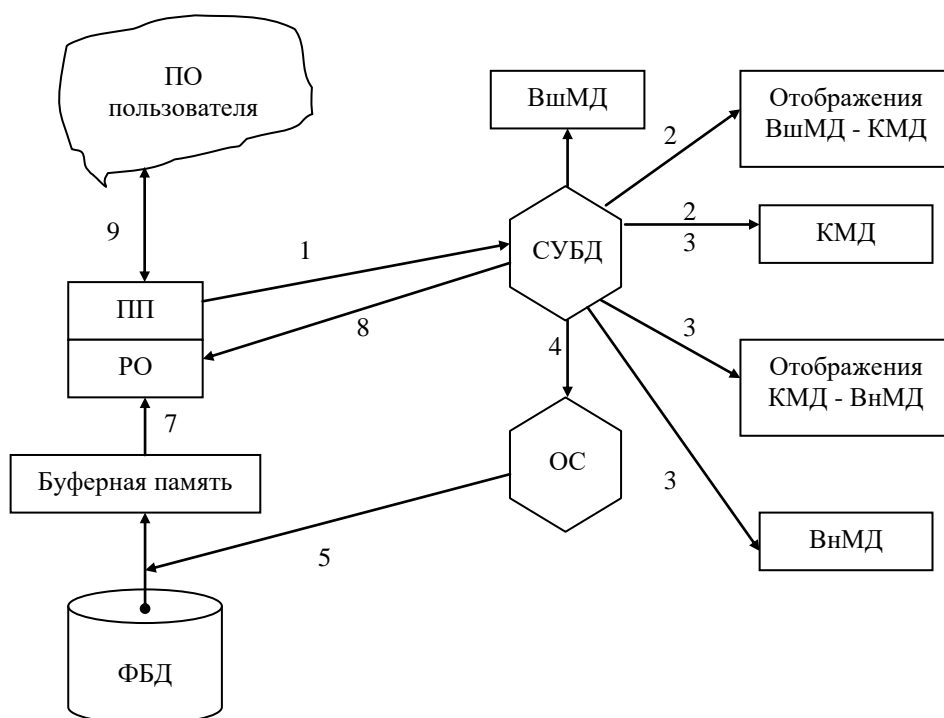 ПО
пользователя
ВшМД
Отображения
ВшМД - КМД
2
9
1
СУБД
2
3
КМД
ПП
8
4
3
РО
Отображения
КМД - ВнМД
7
ОС
Буферная память
3
5
ВнМД
ФБД